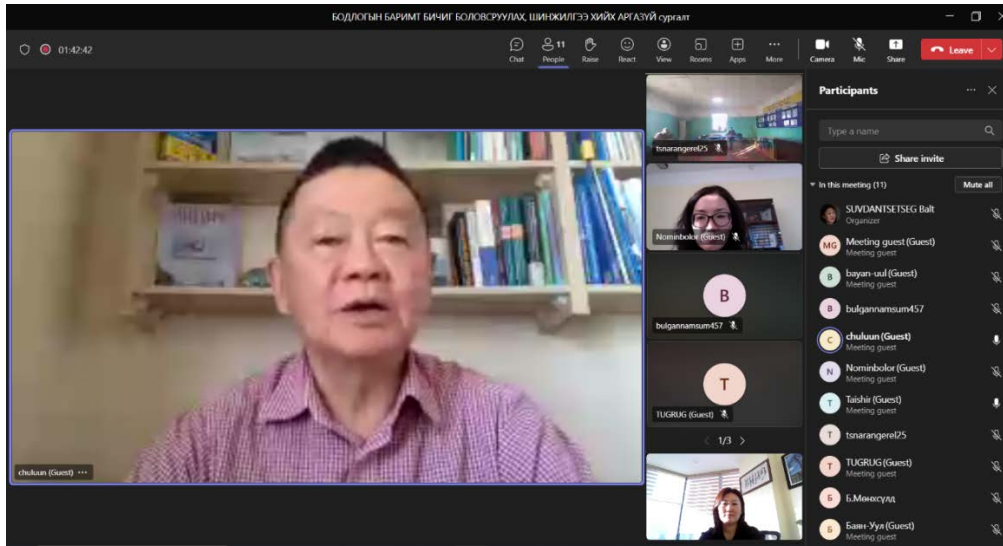 БОДЛОГЫН БАРИМТ БИЧИГ БОЛОВСРУУЛАХ, ШИНЖИЛГЭЭ ХИЙХ АРГАЗҮЙ сургалт
01:42:42
Chat
11
People
Raise
React
View
Rooms
Apps
More
Camera
Mic
Share
Leave
chuluun (Guest)
tsnarangerel25
Nominbolor (Guest)
B
bulgannamsum457
T
TUGRUG (Guest)
1/3
Participants
Type a name
Share invite
In this meeting (11)
Mute all
SUVDANTSETSEG Balt
Organizer
MG
Meeting guest (Guest)
Meeting guest
B
bayan-uul (Guest)
Meeting guest
B
bulgannamsum457
C
chuluun (Guest)
Meeting guest
N
Nominbolor (Guest)
Meeting guest
T
Taishir (Guest)
Meeting guest
T
tsnarangerel25
T
TUGRUG (Guest)
Meeting guest
Б
Б.Мөнхсүлд
Б
Баян-Уул (Guest)
Meeting guest